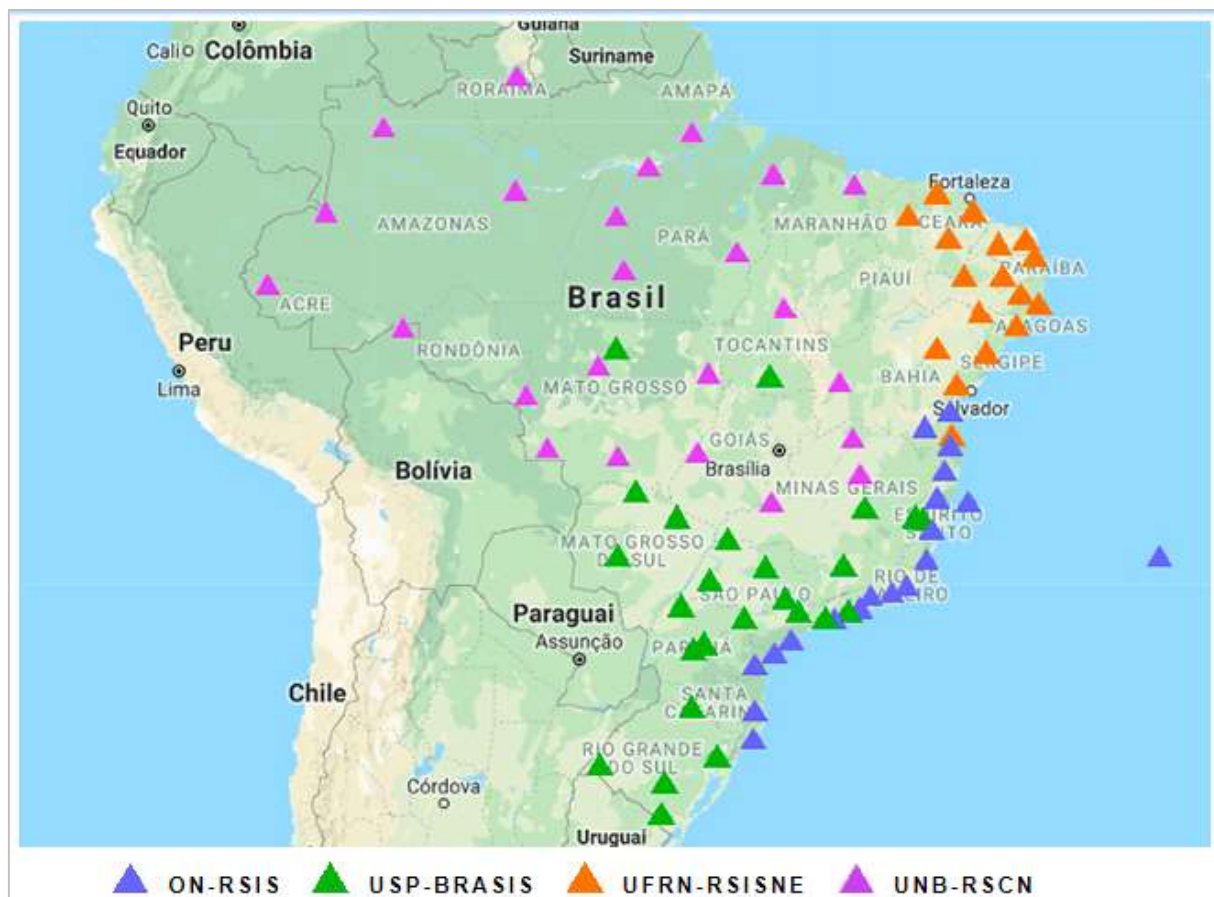 Guiana
Cali
Colômbia
Suriname
RORAIMA
AMAPÁ
Quito
Equador
Fortaleza
AMAZONAS
MARANHÃO
CEARÁ
PARÁ
PARAÍBA
PIAUÍ
ACRE
Brasil
ALAGOAS
Peru
RONDÔNIA
TOCANTINS
SERGIPE
Lima
MATO GROSSO
BAHIA
Salvador
GOIÁS
Bolívia
Brasília
MINAS GERAIS
ESPÍRITO
SANTO
MATO GROSSO
DO SUL
RIO DE
JANEIRO
SÃO PAULO
Paraguai
Assunção
PARANÁ
Chile
SANTA
CATARINA
RIO GRANDE
DO SUL
Córdova
Uruguai
ON-RSIS USP-BRASIS UFRN-RSISNE UNB-RSCN